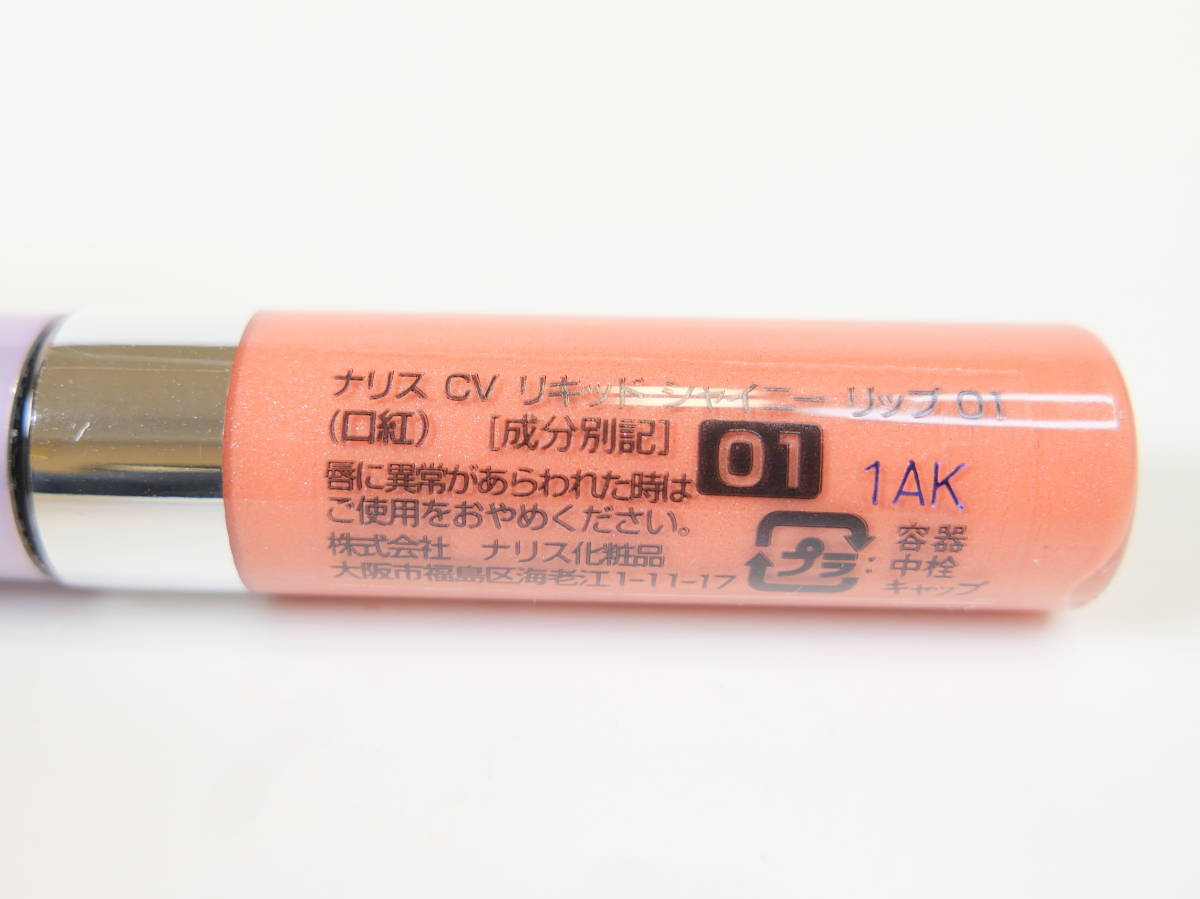 ナリス CV リキッド シャイニー リップ 01
(口紅) [成分別記] 01
唇に異常があらわれた時は
ご使用をおやめください。
株式会社 ナリス化粧品
大阪市福島区海老江1-11-17
1AK
プラ : 容器
中栓
キャップ